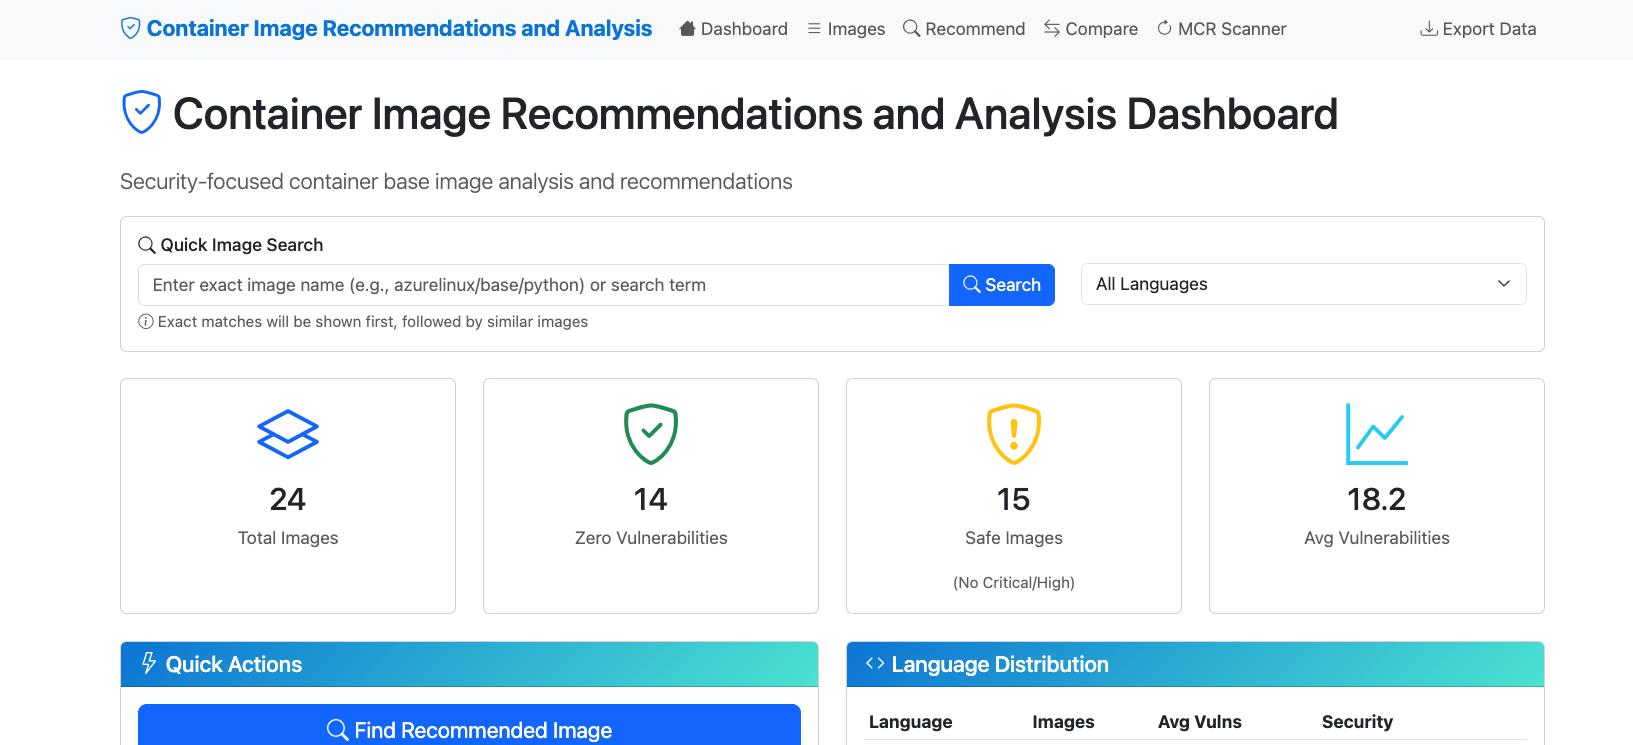 Container Image Recommendations and Analysis Dashboard Images Recommend Compare MCR Scanner Export Data
Container Image Recommendations and Analysis Dashboard
Security-focused container base image analysis and recommendations
Quick Image Search
Enter exact image name (e.g., azurelinux/base/python) or search term Search All Languages
Exact matches will be shown first, followed by similar images
24
Total Images
14
Zero Vulnerabilities
15
Safe Images
(No Critical/High)
18.2
Avg Vulnerabilities
Quick Actions
Find Recommended Image
Language Distribution
Language Images Avg Vulns Security